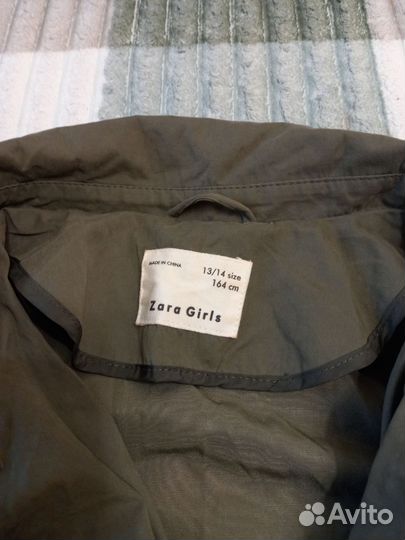 MADE IN CHINA
13/14 size
164 cm
Zara Girls
Avito